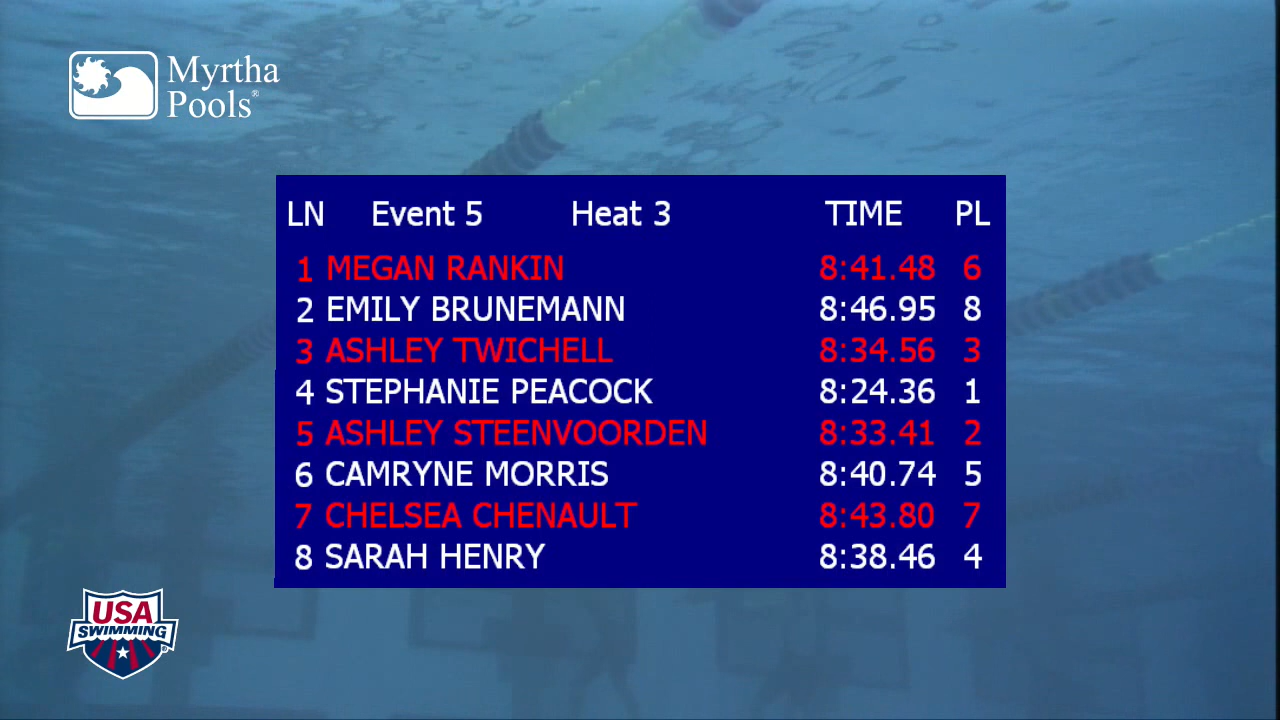 Myrtha
Pools®
LN Event 5 Heat 3 TIME PL
1 MEGAN RANKIN 8:41.48 6
2 EMILY BRUNEMANN 8:46.95 8
3 ASHLEY TWICHELL 8:34.56 3
4 STEPHANIE PEACOCK 8:24.36 1
5 ASHLEY STEENVOORDEN 8:33.41 2
6 CAMRYNE MORRIS 8:40.74 5
7 CHELSEA CHENAULT 8:43.80 7
8 SARAH HENRY 8:38.46 4
USA
SWIMMING®